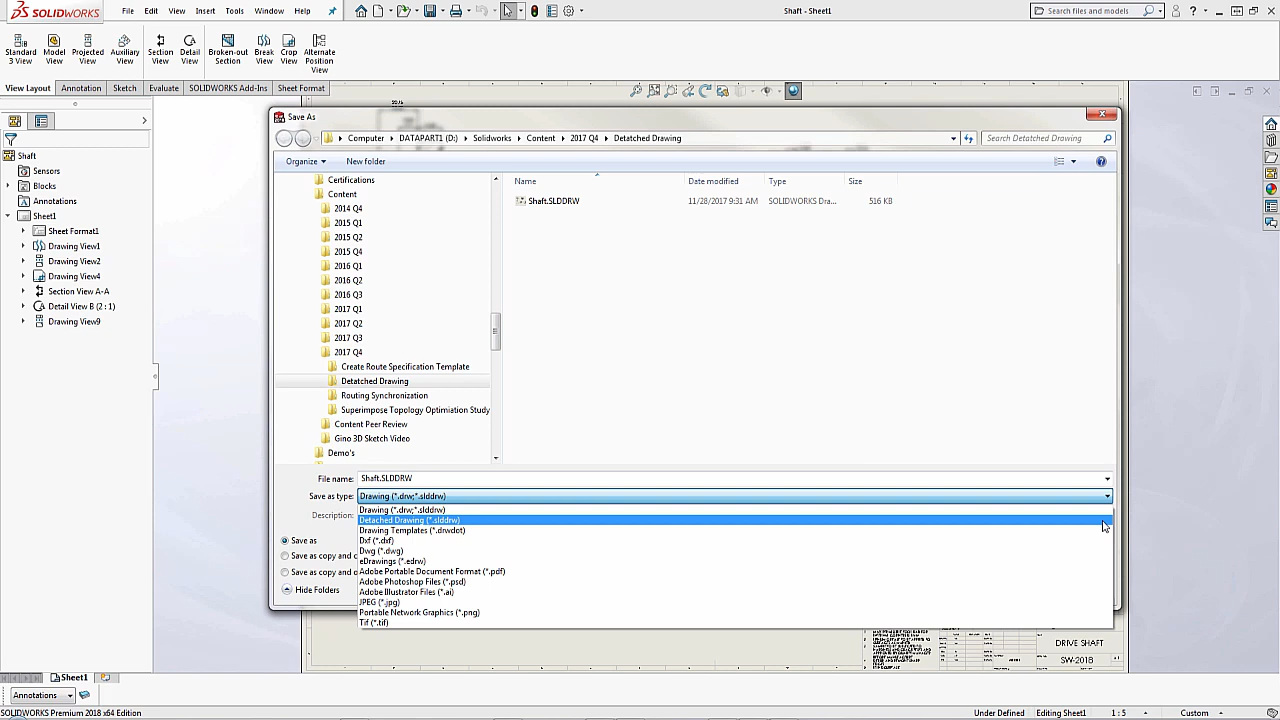 SOLIDWORKS File Edit View Insert Tools Window Help Shaft - Sheet1 Search files and models
Standard 3 View Model View Projected View Auxiliary View Section View Detail View Broken-out Section Break View Crop View Alternate Position View
View Layout Annotation Sketch Evaluate SOLIDWORKS Add-Ins Sheet Format
Shaft
Sensors
Blocks
Annotations
Sheet1
Sheet Format1
Drawing View1
Drawing View2
Drawing View4
Section View A-A
Detail View B (2 : 1)
Drawing View9
Save As
Computer DATAPART1 (D:) Solidworks Content 2017 Q4 Detatched Drawing Search Detatched Drawing
Organize New folder
Certifications
Content
2014 Q4
2015 Q1
2015 Q2
2015 Q4
2016 Q1
2016 Q2
2016 Q3
2017 Q1
2017 Q2
2017 Q3
2017 Q4
Create Route Specification Template
Detatched Drawing
Routing Synchronization
Superimpose Topology Optimiation Study
Content Peer Review
Gino 3D Sketch Video
Demo's
Name Date modified Type Size
Shaft.SLDDRW 11/28/2017 9:31 AM SOLIDWORKS Dra... 516 KB
File name: Shaft.SLDDRW
Save as type: Drawing (*.drw;*.slddrw)
Description:
Drawing (*.drw;*.slddrw)
Detached Drawing (*.slddrw)
Drawing Templates (*.drwdot)
Dxf (*.dxf)
Dwg (*.dwg)
eDrawings (*.edrw)
Adobe Portable Document Format (*.pdf)
Adobe Photoshop Files (*.psd)
Adobe Illustrator Files (*.ai)
JPEG (*.jpg)
Portable Network Graphics (*.png)
Tif (*.tif)
Save as
Save as copy and c
Save as copy and o
Hide Folders
DRIVE SHAFT
SW-2018
Sheet1
Annotations
SOLIDWORKS Premium 2018 x64 Edition Under Defined Editing Sheet1 1 : 5 Custom